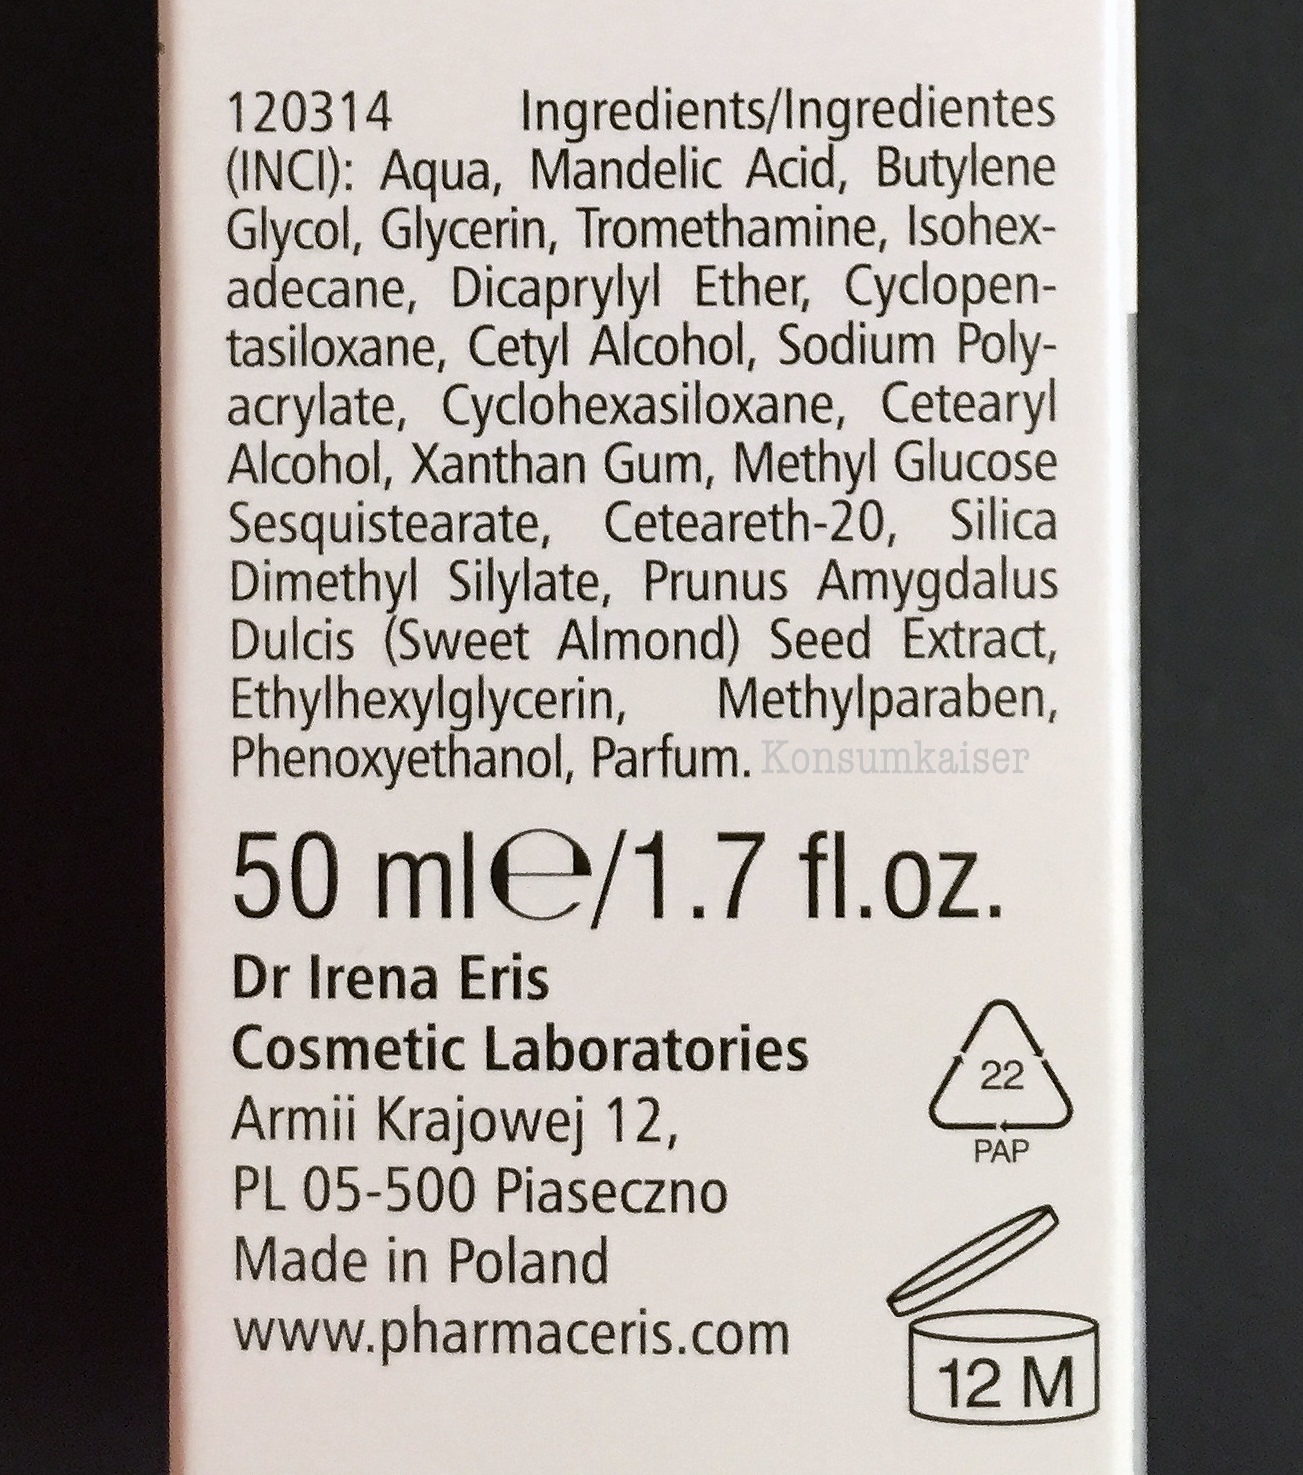 120314 Ingredients/Ingredientes
(INCI): Aqua, Mandelic Acid, Butylene
Glycol, Glycerin, Tromethamine, Isohex-
adecane, Dicaprylyl Ether, Cyclopen-
tasiloxane, Cetyl Alcohol, Sodium Poly-
acrylate, Cyclohexasiloxane, Cetearyl
Alcohol, Xanthan Gum, Methyl Glucose
Sesquistearate, Ceteareth-20, Silica
Dimethyl Silylate, Prunus Amygdalus
Dulcis (Sweet Almond) Seed Extract,
Ethylhexylglycerin, Methylparaben,
Phenoxyethanol, Parfum. Konsumkaiser
50 ml℮/1.7 fl.oz.
Dr Irena Eris
Cosmetic Laboratories
Armii Krajowej 12,
PL 05-500 Piaseczno
Made in Poland
www.pharmaceris.com
22
PAP
12 M